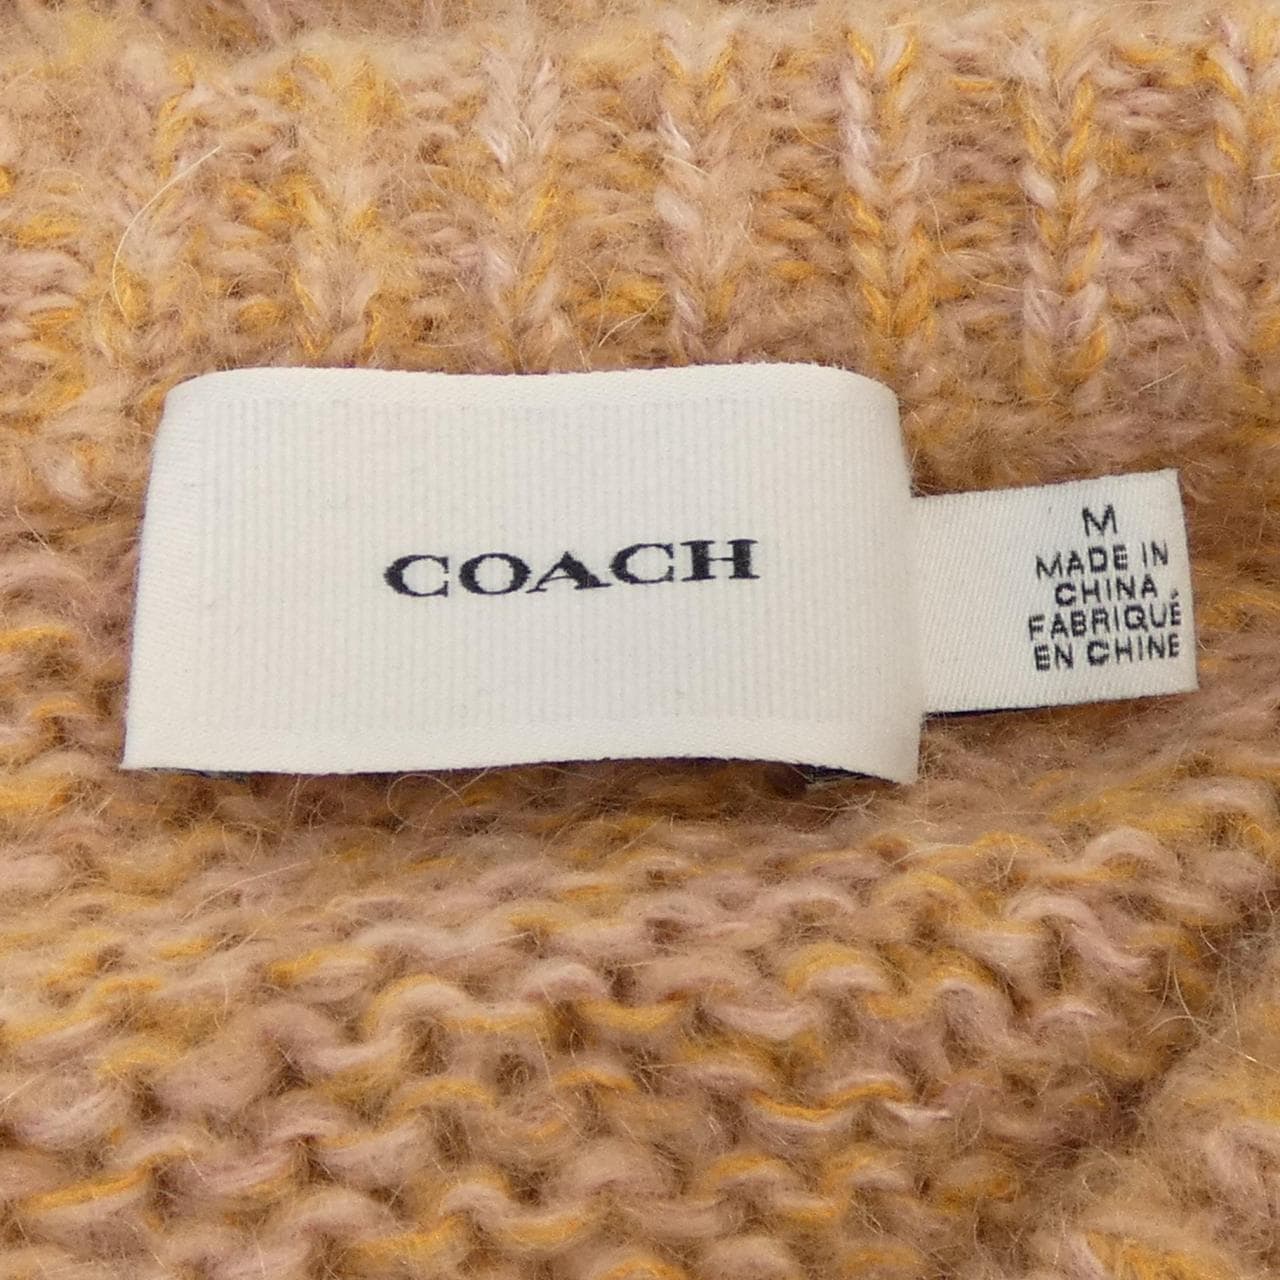 COACH
M
MADE IN
CHINA
FABRIQUÉ
EN CHINE